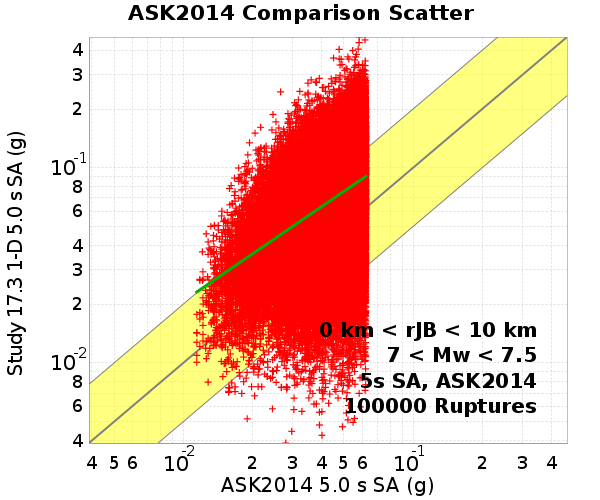 ASK2014 Comparison Scatter
Study 17.3 1-D 5.0 s SA (g)
4
3
2
10-1
8
6
4
3
2
10-2
8
6
4
0 km < rJB < 10 km
7 < Mw < 7.5
5s SA, ASK2014
100000 Ruptures
4 5 6 10-2 2 3 4 5 6 10-1 2 3 4
ASK2014 5.0 s SA (g)